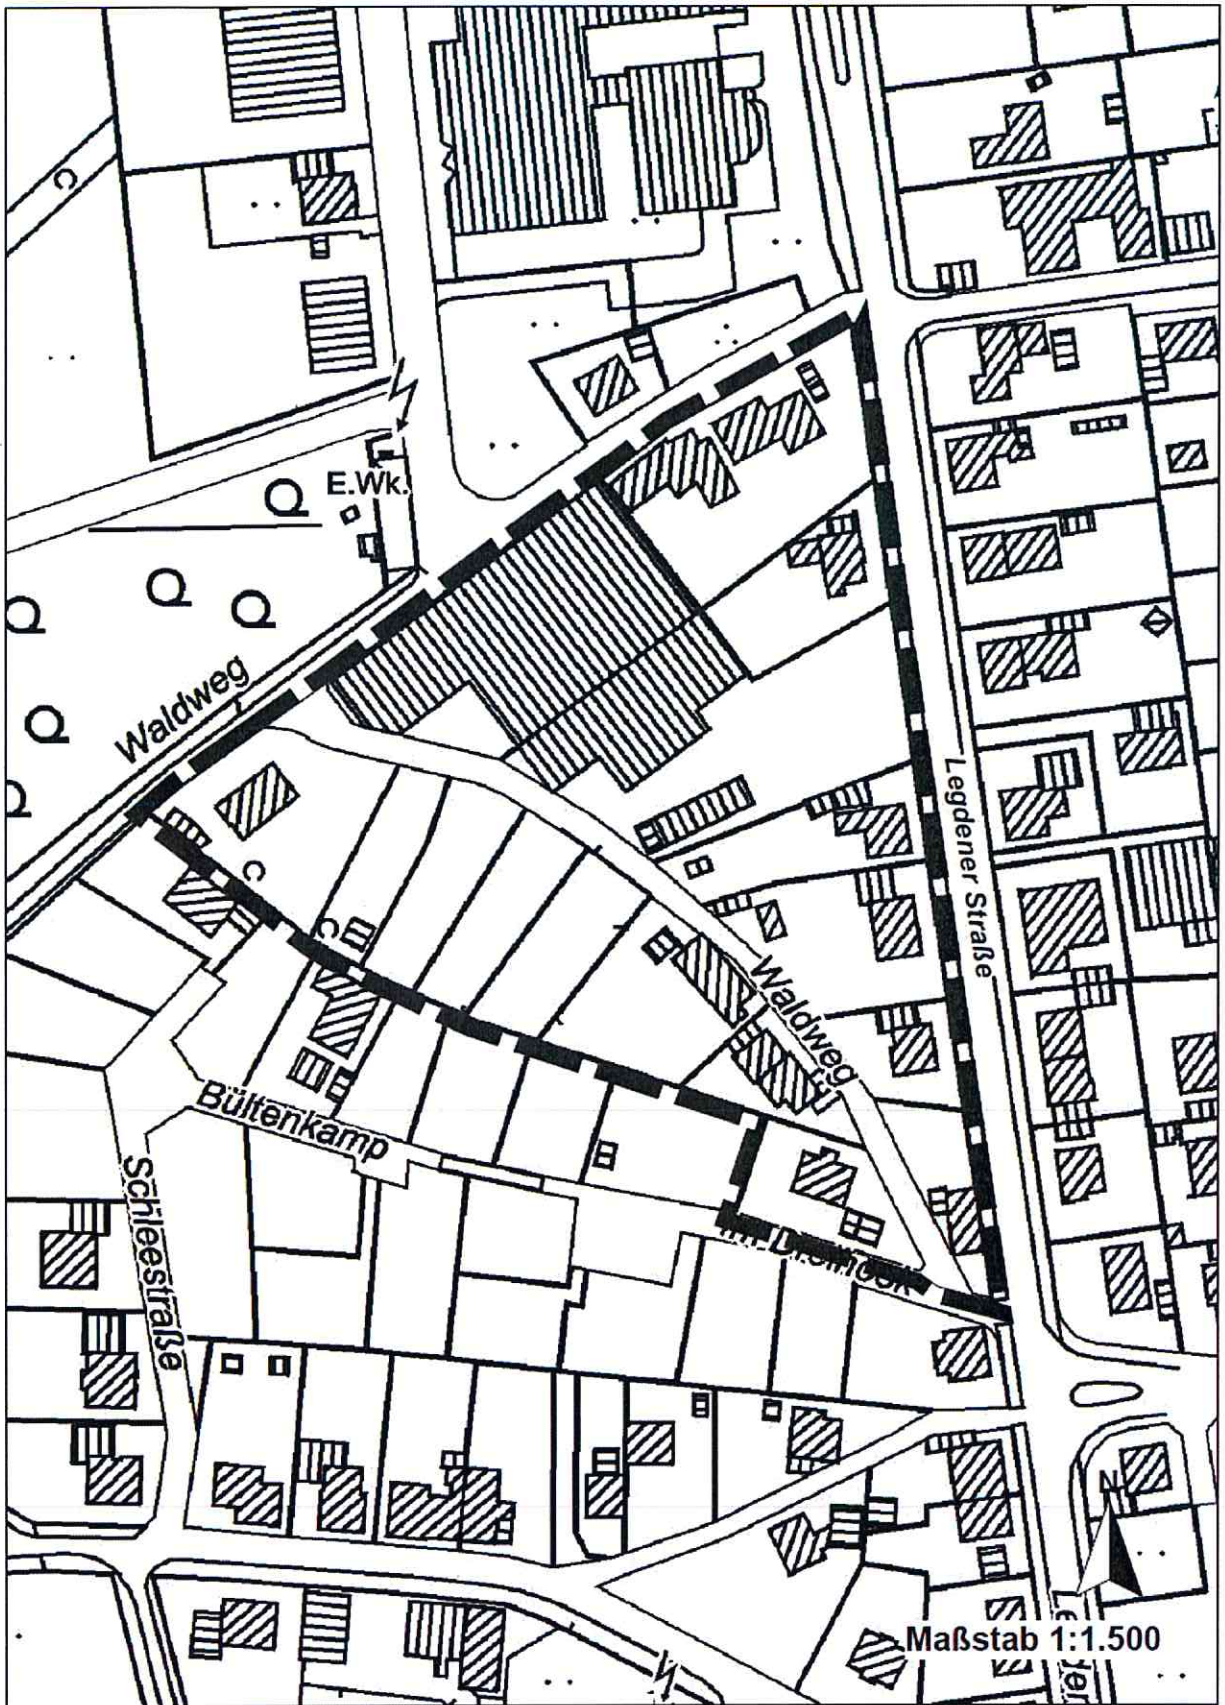 E.Wk.
Waldweg
Legdener Straße
Waldweg
Bültenkamp
Schleestraße
N
Maßstab 1:1.500